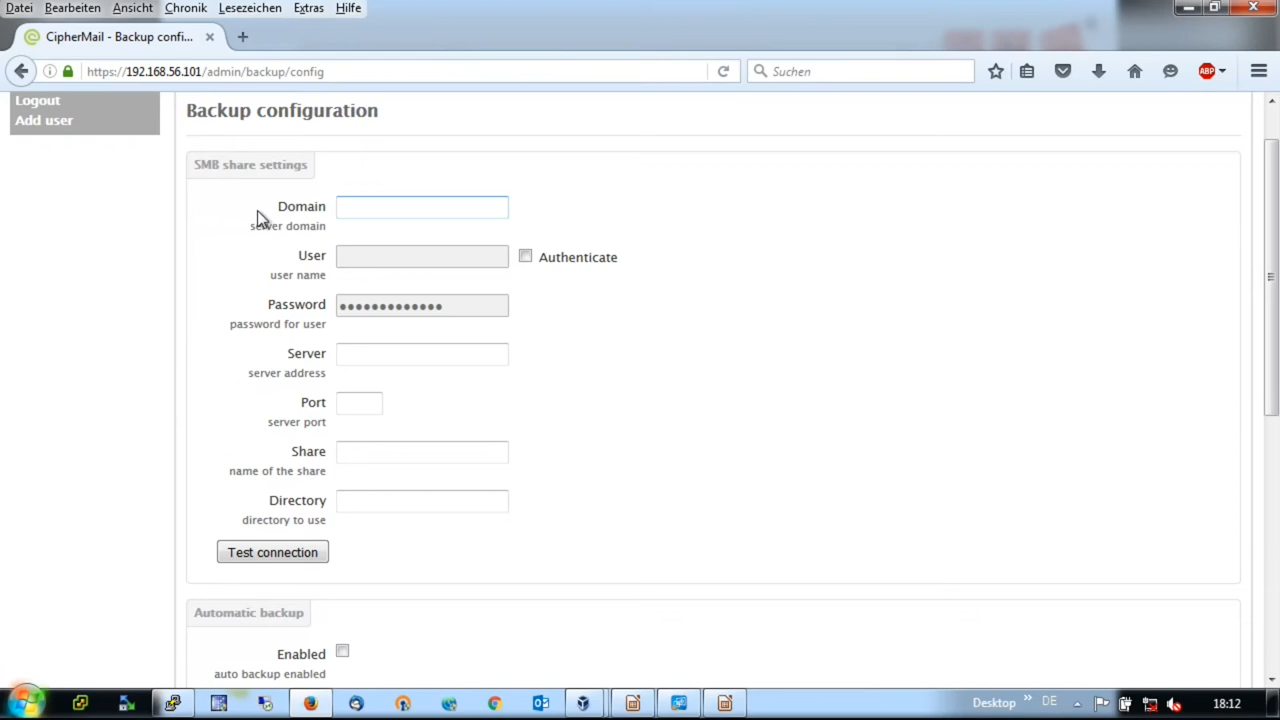 Datei Bearbeiten Ansicht Chronik Lesezeichen Extras Hilfe
CipherMail - Backup confi...
https://192.168.56.101/admin/backup/config
Suchen
ABP
Logout
Add user
Backup configuration
SMB share settings
Domain
server domain
User
Authenticate
user name
Password
password for user
Server
server address
Port
server port
Share
name of the share
Directory
directory to use
Test connection
Automatic backup
Enabled
auto backup enabled
Desktop
DE
18:12